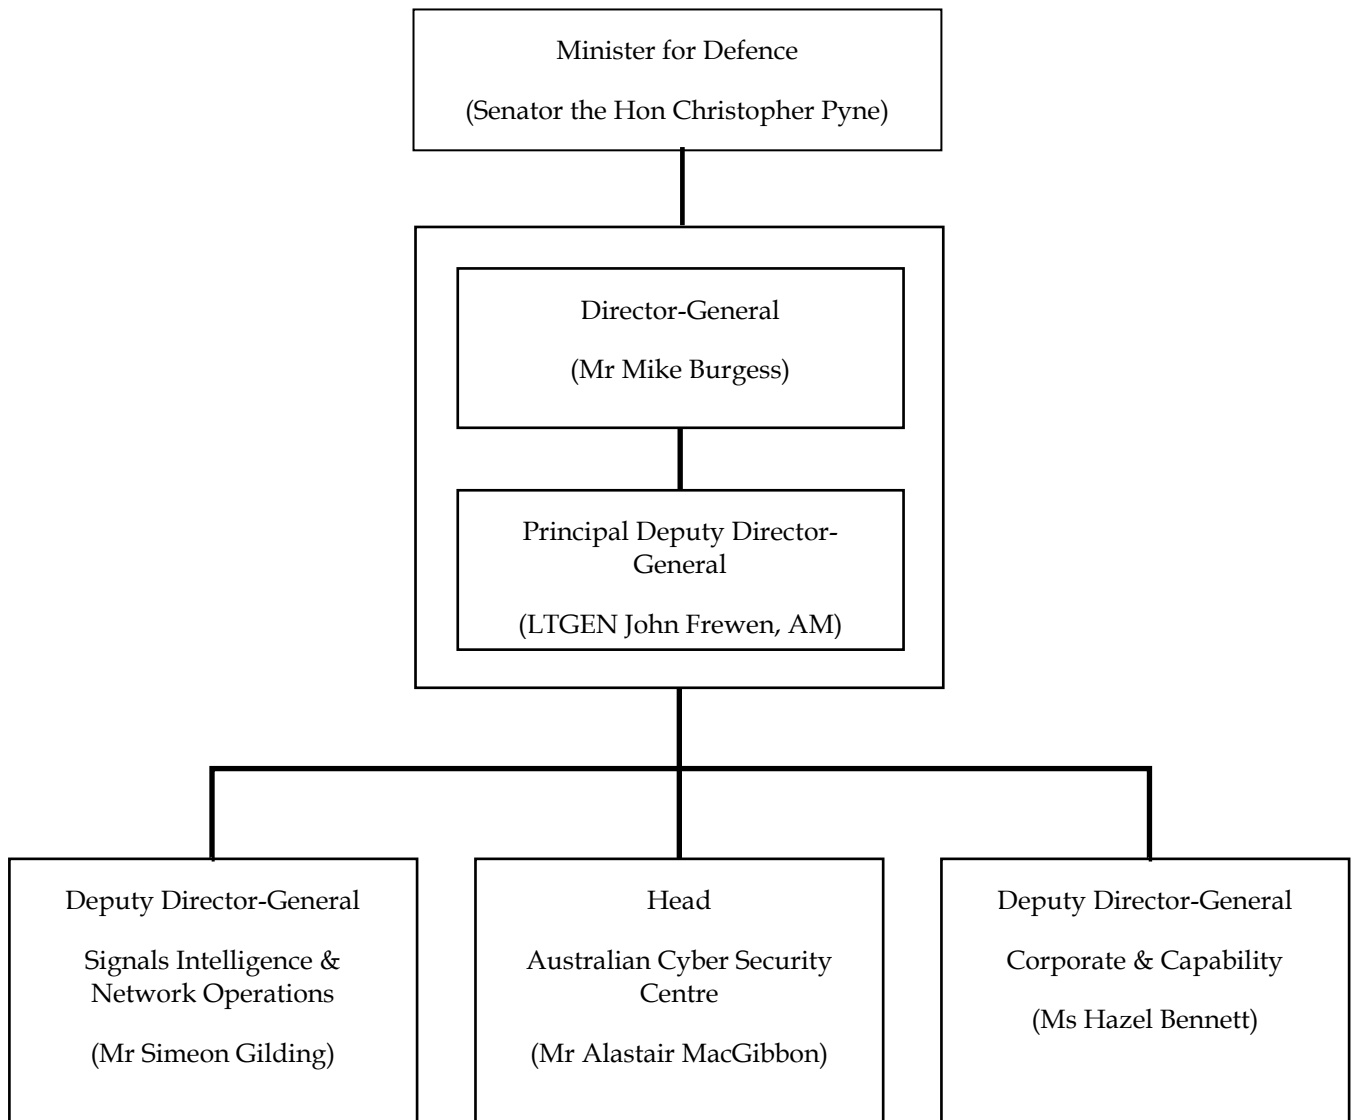 Minister for Defence
(Senator the Hon Christopher Pyne)
Director-General
(Mr Mike Burgess)
Principal Deputy Director-
General
(LTGEN John Frewen, AM)
Deputy Director-General
Signals Intelligence &
Network Operations
(Mr Simeon Gilding)
Head
Australian Cyber Security
Centre
(Mr Alastair MacGibbon)
Deputy Director-General
Corporate & Capability
(Ms Hazel Bennett)